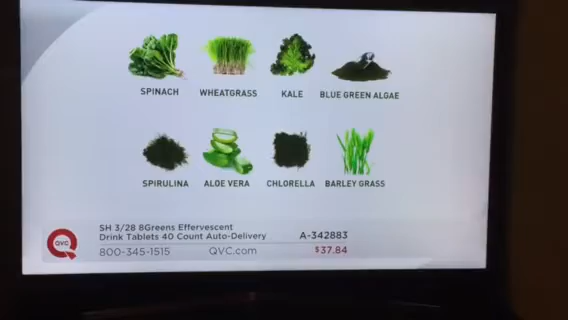 SPINACH WHEATGRASS KALE BLUE GREEN ALGAE
SPIRULINA ALOE VERA CHLORELLA BARLEY GRASS
QVC
SH 3/28 8Greens Effervescent
Drink Tablets 40 Count Auto-Delivery A-342883
800-345-1515 QVC.com $37.84